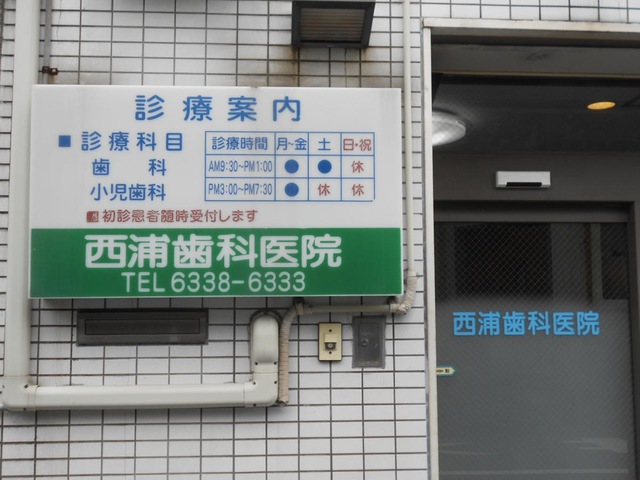 診療案内
■診療科目
歯科
小児歯科
診療時間 月~金 土 日・祝
AM9:30~PM1:00 ● ● 休
PM3:00~PM7:30 ● 休 休
初診患者随時受付します
西浦歯科医院
TEL 6338-6333
西浦歯科医院